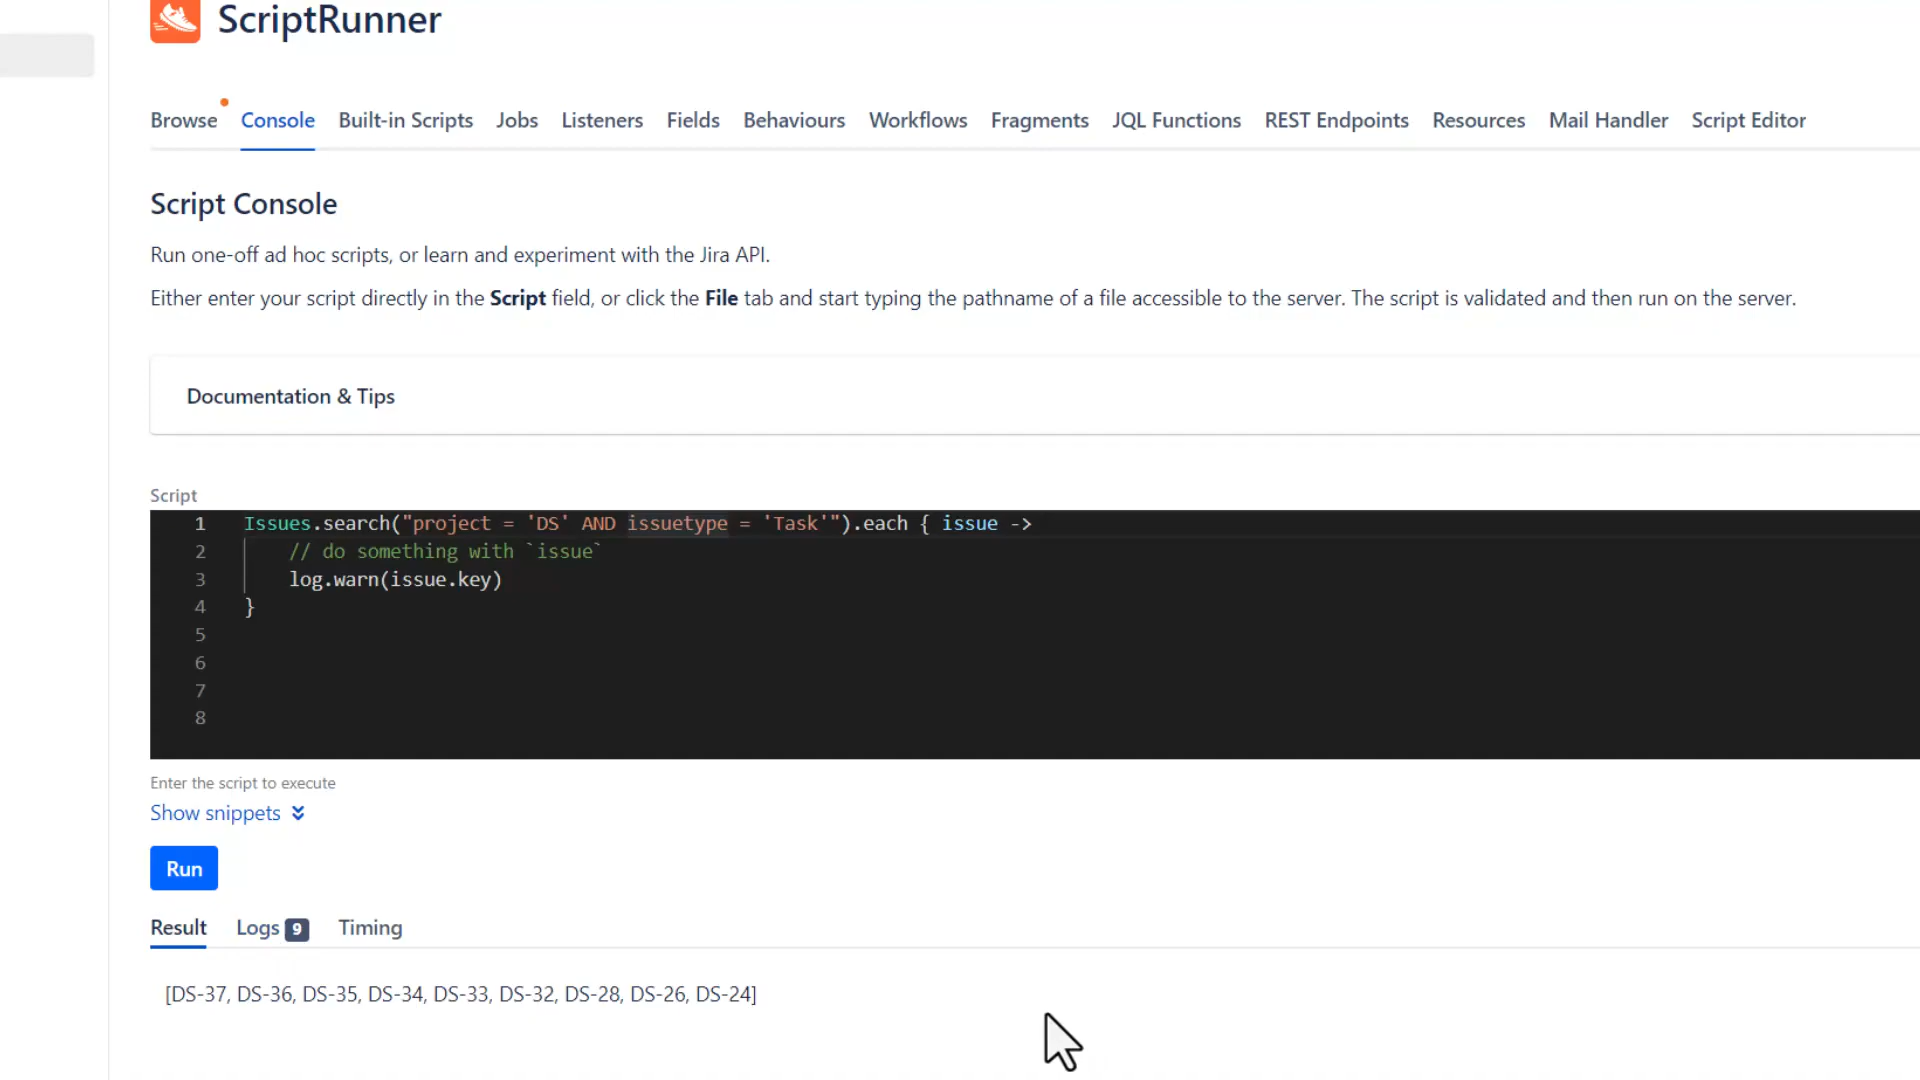 ScriptRunner
Browse Console Built-in Scripts Jobs Listeners Fields Behaviours Workflows Fragments JQL Functions REST Endpoints Resources Mail Handler Script Editor
Script Console
Run one-off ad hoc scripts, or learn and experiment with the Jira API.
Either enter your script directly in the Script field, or click the File tab and start typing the pathname of a file accessible to the server. The script is validated and then run on the server.
Documentation & Tips
Script
1 Issues.search("project = 'DS' AND issuetype = 'Task'").each { issue ->
2 // do something with `issue`
3 log.warn(issue.key)
4 }
5
6
7
8
Enter the script to execute
Show snippets
Run
Result Logs 9 Timing
[DS-37, DS-36, DS-35, DS-34, DS-33, DS-32, DS-28, DS-26, DS-24]